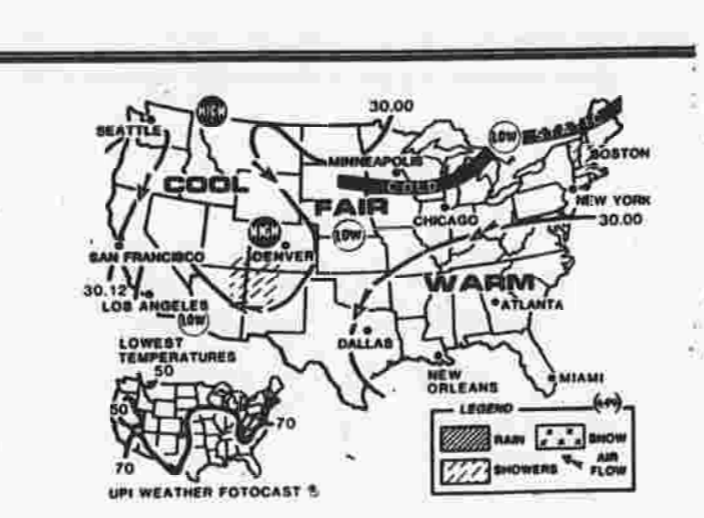 HIGH
30.00
SEATTLE
LOW
MINNEAPOLIS
BOSTON
COOL
COLD
FAIR
NEW YORK
CHICAGO
30.00
HIGH
LOW
DENVER
SAN FRANCISCO
WARM
30.12
LOS ANGELES
ATLANTA
LOW
DALLAS
LOWEST
TEMPERATURES
50
NEW
ORLEANS
MIAMI
50
70
70
LEGEND
RAIN
SNOW
SHOWERS
AIR
FLOW
UPI WEATHER FOTOCAST ®